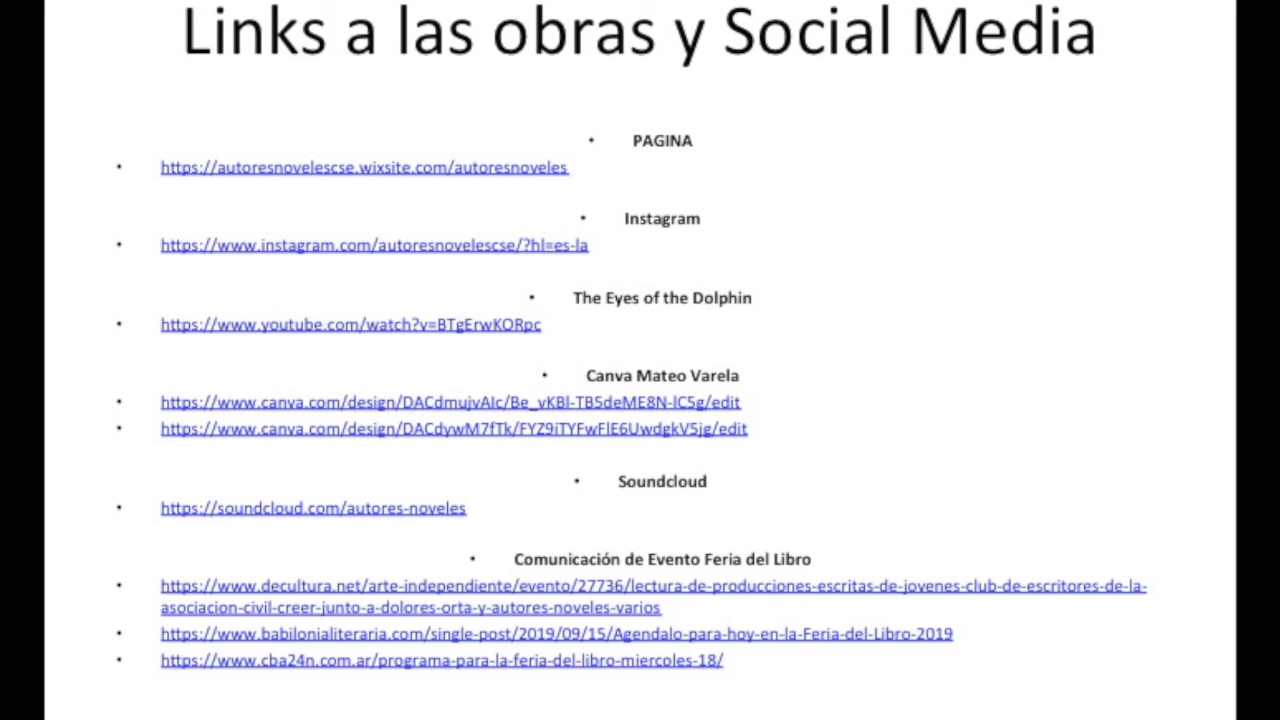 Links a las obras y Social Media
• PAGINA
• https://autoresnovelescse.wixsite.com/autoresnoveles
• Instagram
• https://www.instagram.com/autoresnovelescse/?hl=es-la
• The Eyes of the Dolphin
• https://www.youtube.com/watch?v=BTgErwKORpc
• Canva Mateo Varela
• https://www.canva.com/design/DACdmujvAIc/Be_vKBl-TB5deME8N-lC5g/edit
• https://www.canva.com/design/DACdywM7fTk/FYZ9iTYFwFlE6UwdgkV5jg/edit
• Soundcloud
• https://soundcloud.com/autores-noveles
• Comunicación de Evento Feria del Libro
• https://www.decultura.net/arte-independiente/evento/27736/lectura-de-producciones-escritas-de-jovenes-club-de-escritores-de-la-
asociacion-civil-creer-junto-a-dolores-orta-y-autores-noveles-varios
• https://www.babilonialiteraria.com/single-post/2019/09/15/Agendalo-para-hoy-en-la-Feria-del-Libro-2019
• https://www.cba24n.com.ar/programa-para-la-feria-del-libro-miercoles-18/